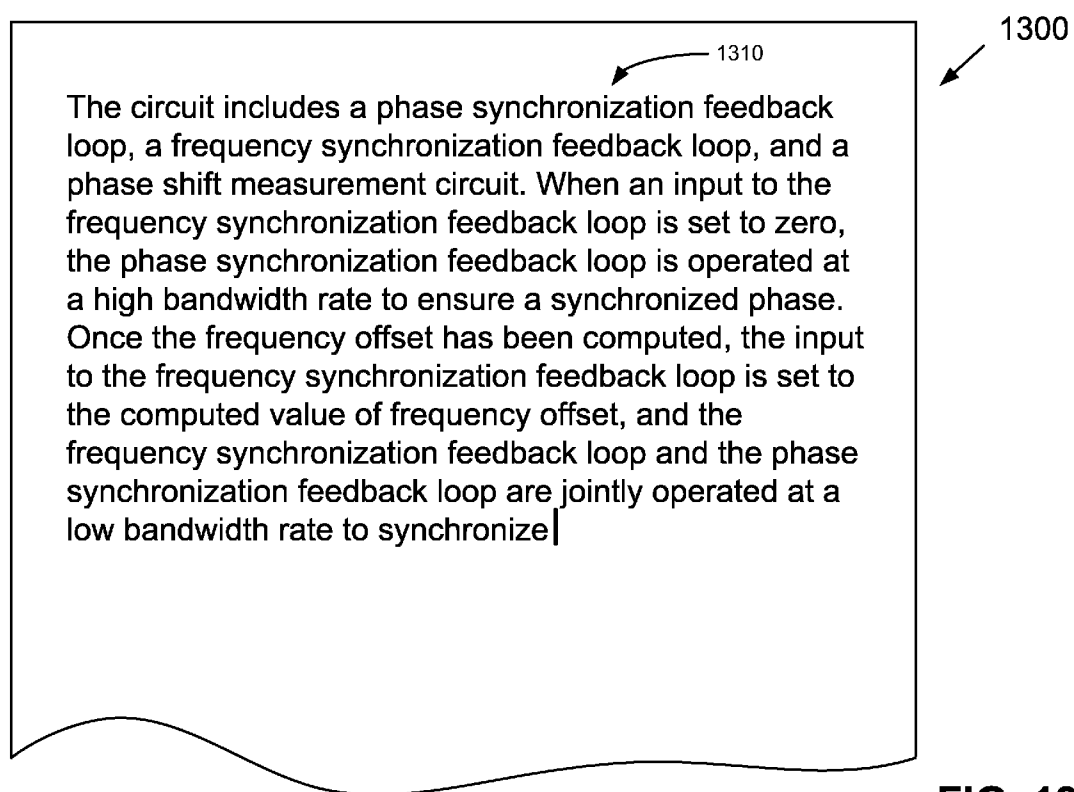 1300
1310
The circuit includes a phase synchronization feedback
loop, a frequency synchronization feedback loop, and a
phase shift measurement circuit. When an input to the
frequency synchronization feedback loop is set to zero,
the phase synchronization feedback loop is operated at
a high bandwidth rate to ensure a synchronized phase.
Once the frequency offset has been computed, the input
to the frequency synchronization feedback loop is set to
the computed value of frequency offset, and the
frequency synchronization feedback loop and the phase
synchronization feedback loop are jointly operated at a
low bandwidth rate to synchronize